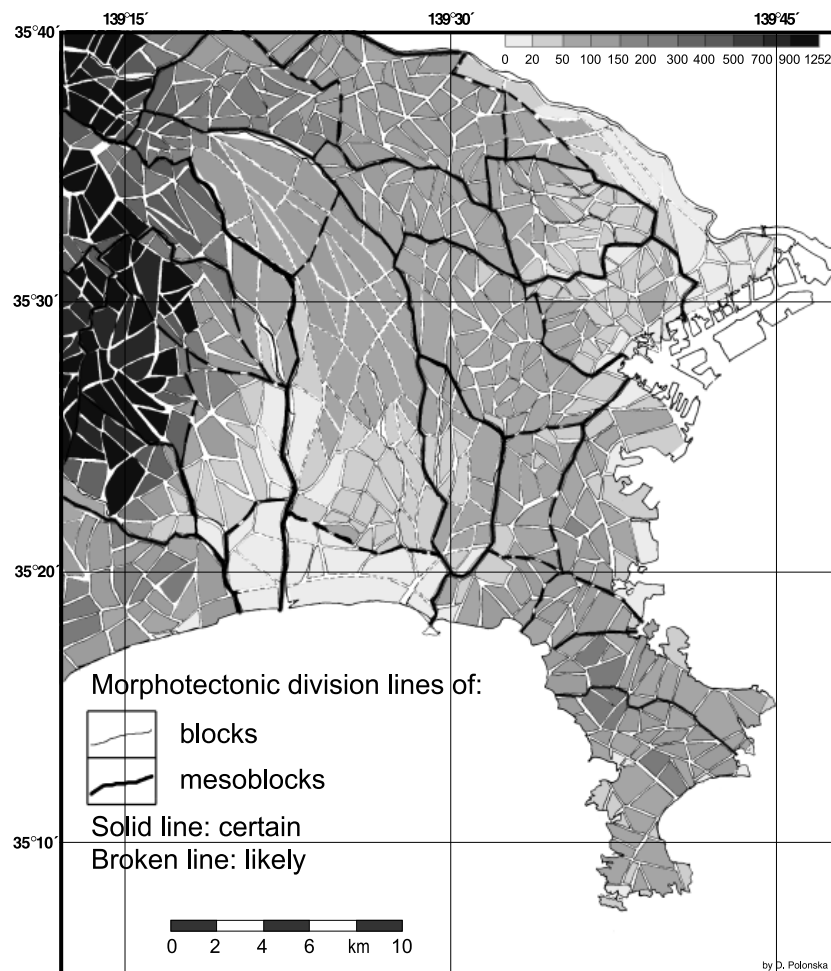 139°15´ 139°30´ 139°45´
35°40´
0 20 50 100 150 200 300 400 500 700 900 1252
35°30´
35°20´
Morphotectonic division lines of:
blocks
mesoblocks
Solid line: certain
Broken line: likely
35°10´
0 2 4 6 km 10
by D. Polonska